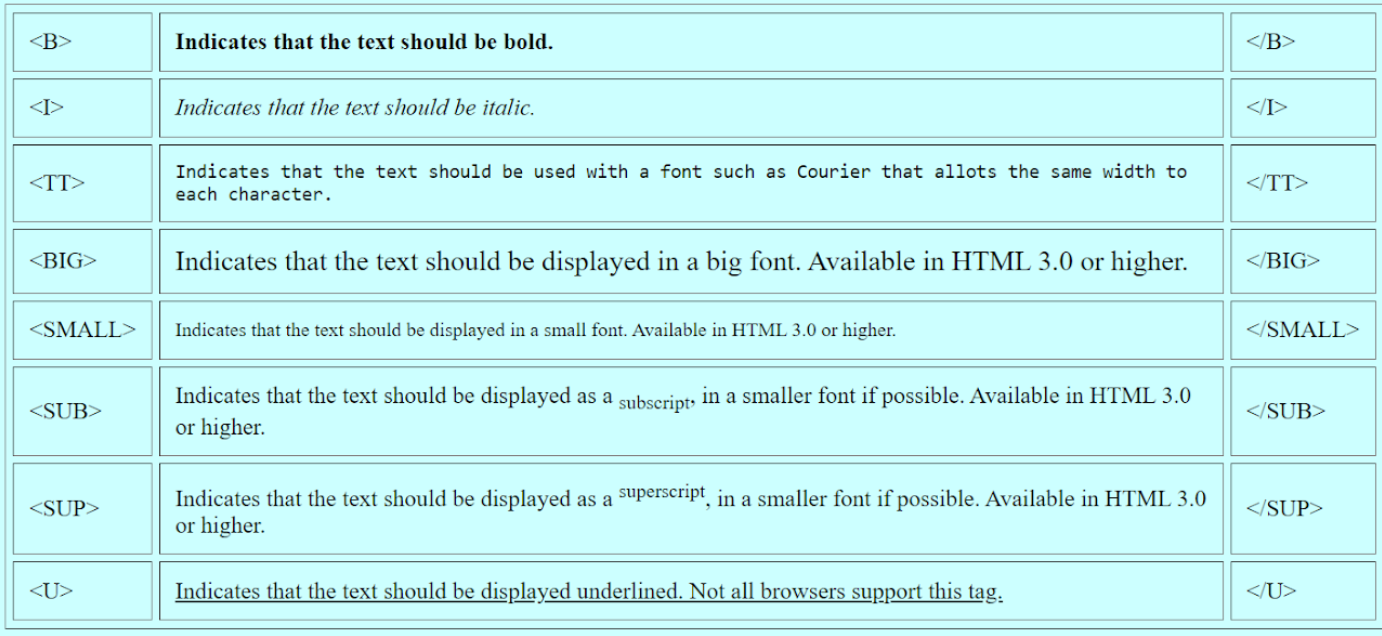 <B> Indicates that the text should be bold. </B>
<I> Indicates that the text should be italic. </I>
<TT> Indicates that the text should be used with a font such as Courier that allots the same width to
each character. </TT>
<BIG> Indicates that the text should be displayed in a big font. Available in HTML 3.0 or higher. </BIG>
<SMALL> Indicates that the text should be displayed in a small font. Available in HTML 3.0 or higher. </SMALL>
<SUB> Indicates that the text should be displayed as a subscript, in a smaller font if possible. Available in HTML 3.0
or higher. </SUB>
<SUP> Indicates that the text should be displayed as a superscript, in a smaller font if possible. Available in HTML 3.0
or higher. </SUP>
<U> Indicates that the text should be displayed underlined. Not all browsers support this tag. </U>